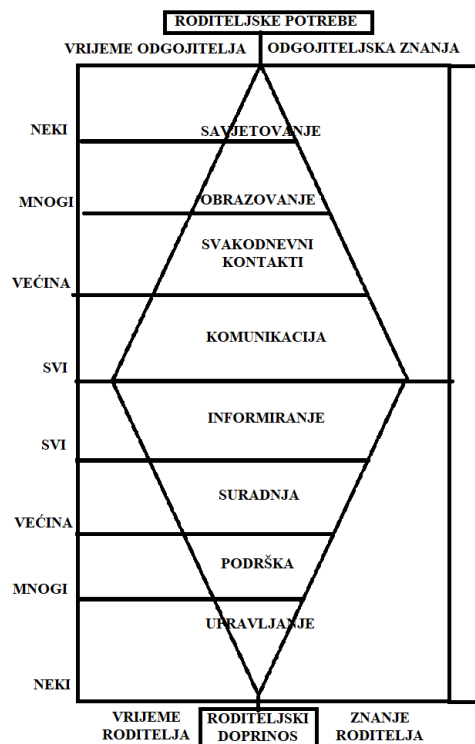 RODITELJSKE POTREBE
VRIJEME ODGOJITELJA
ODGOJITELJSKA ZNANJA
NEKI
SAVJETOVANJE
MNOGI
OBRAZOVANJE
SVAKODNEVNI
KONTAKTI
VEĆINA
KOMUNIKACIJA
SVI
INFORMIRANJE
SVI
SURADNJA
VEĆINA
PODRŠKA
MNOGI
UPRAVLJANJE
NEKI
VRIJEME
RODITELJA
RODITELJSKI
DOPRINOS
ZNANJE
RODITELJA